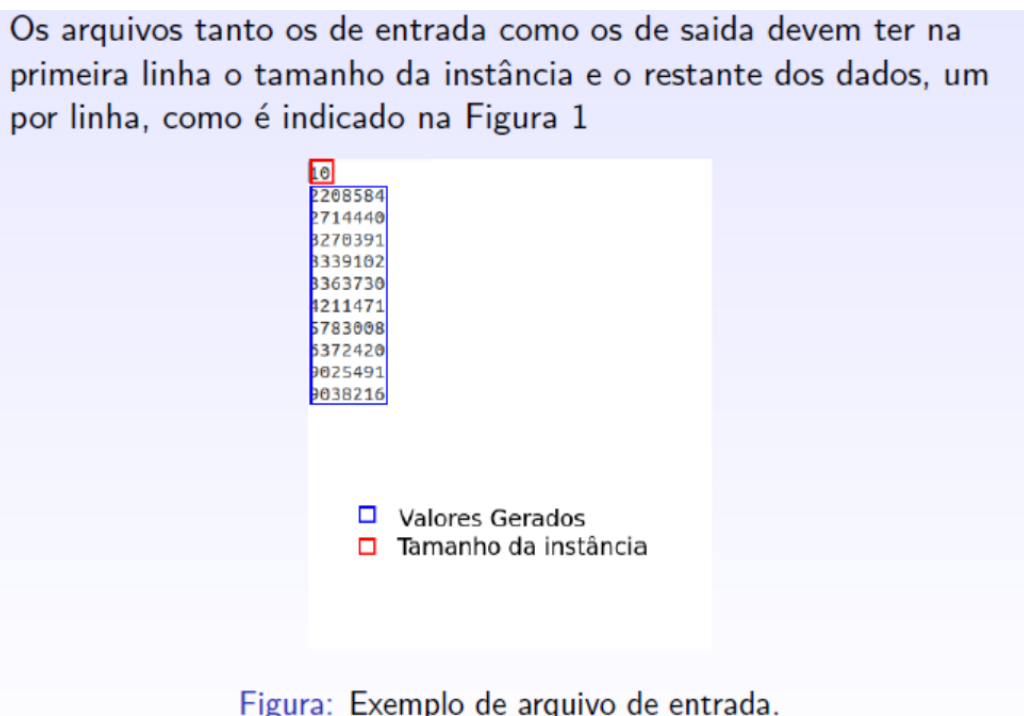 Os arquivos tanto os de entrada como os de saida devem ter na
primeira linha o tamanho da instância e o restante dos dados, um
por linha, como é indicado na Figura 1
10
2208584
2714440
3270391
3339102
3363730
4211471
5783008
6372420
9025491
9038216
Valores Gerados
Tamanho da instância
Figura: Exemplo de arquivo de entrada.